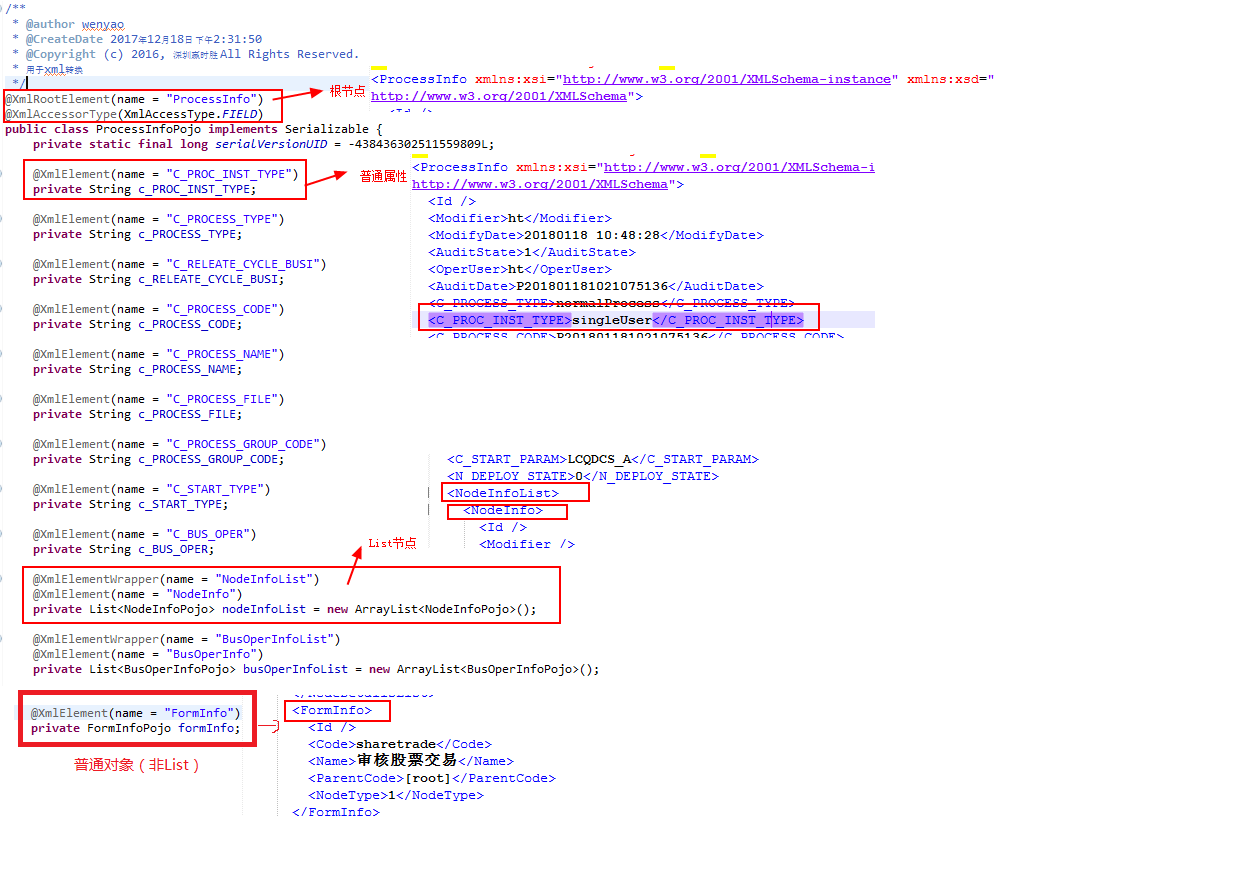 /**
 * @author wenyao
 * @CreateDate 2017年12月18日下午2:31:50
 * @Copyright (c) 2016, 深圳赢时胜All Rights Reserved.
 * 用于xml转换
 */
@XmlRootElement(name = "ProcessInfo")
@XmlAccessorType(XmlAccessType.FIELD)
public class ProcessInfoPojo implements Serializable {
private static final long serialVersionUID = -438436302511559809L;
@XmlElement(name = "C_PROC_INST_TYPE")
private String c_PROC_INST_TYPE;
@XmlElement(name = "C_PROCESS_TYPE")
private String c_PROCESS_TYPE;
@XmlElement(name = "C_RELEATE_CYCLE_BUSI")
private String c_RELEATE_CYCLE_BUSI;
@XmlElement(name = "C_PROCESS_CODE")
private String c_PROCESS_CODE;
@XmlElement(name = "C_PROCESS_NAME")
private String c_PROCESS_NAME;
@XmlElement(name = "C_PROCESS_FILE")
private String c_PROCESS_FILE;
@XmlElement(name = "C_PROCESS_GROUP_CODE")
private String c_PROCESS_GROUP_CODE;
@XmlElement(name = "C_START_TYPE")
private String c_START_TYPE;
@XmlElement(name = "C_BUS_OPER")
private String c_BUS_OPER;
@XmlElementWrapper(name = "NodeInfoList")
@XmlElement(name = "NodeInfo")
private List<NodeInfoPojo> nodeInfoList = new ArrayList<NodeInfoPojo>();
@XmlElementWrapper(name = "BusOperInfoList")
@XmlElement(name = "BusOperInfo")
private List<BusOperInfoPojo> busOperInfoList = new ArrayList<BusOperInfoPojo>();
@XmlElement(name = "FormInfo")
private FormInfoPojo formInfo;
普通对象（非List）
根节点
<ProcessInfo xmlns:xsi="http://www.w3.org/2001/XMLSchema-instance" xmlns:xsd="
http://www.w3.org/2001/XMLSchema">
<Id />
普通属性
<ProcessInfo xmlns:xsi="http://www.w3.org/2001/XMLSchema-i
http://www.w3.org/2001/XMLSchema">
<Id />
<Modifier>ht</Modifier>
<ModifyDate>20180118 10:48:28</ModifyDate>
<AuditState>1</AuditState>
<OperUser>ht</OperUser>
<AuditDate>P201801181021075136</AuditDate>
<C_PROCESS_TYPE>normalProcess</C_PROCESS_TYPE>
<C_PROC_INST_TYPE>singleUser</C_PROC_INST_TYPE>
<C_PROCESS_CODE>P201801181021075136</C_PROCESS_CODE>
<C_START_PARAM>LCQDCS_A</C_START_PARAM>
<N_DEPLOY_STATE>0</N_DEPLOY_STATE>
<NodeInfoList>
<NodeInfo>
<Id />
<Modifier />
List节点
</NodeDetailsList>
<FormInfo>
<Id />
<Code>sharetrade</Code>
<Name>审核股票交易</Name>
<ParentCode>[root]</ParentCode>
<NodeType>1</NodeType>
</FormInfo>